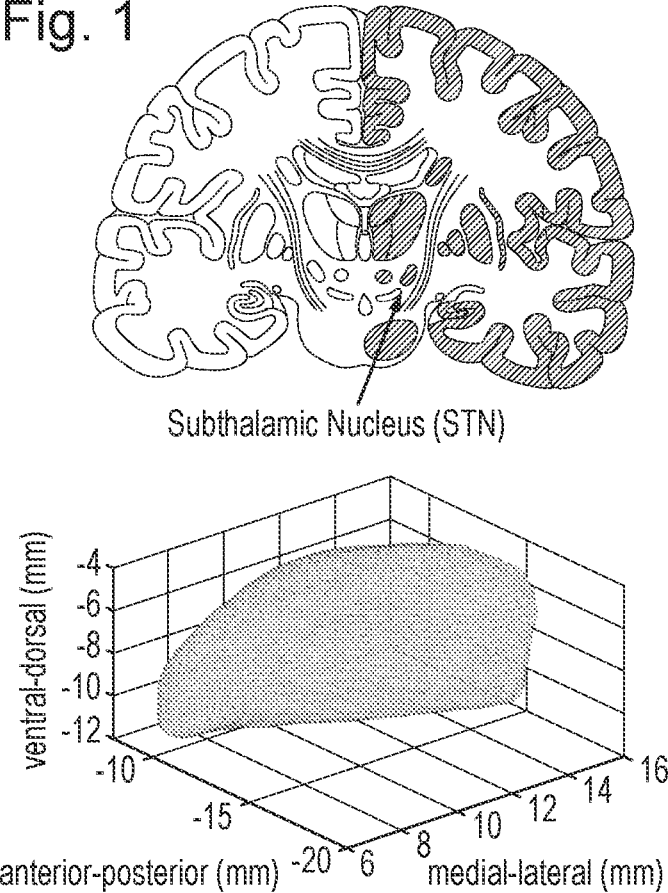 Fig. 1
Subthalamic Nucleus (STN)
ventral-dorsal (mm)
-4
-6
-8
-10
-12
-10
-15
-20
6
8
10
12
14
16
anterior-posterior (mm)
medial-lateral (mm)